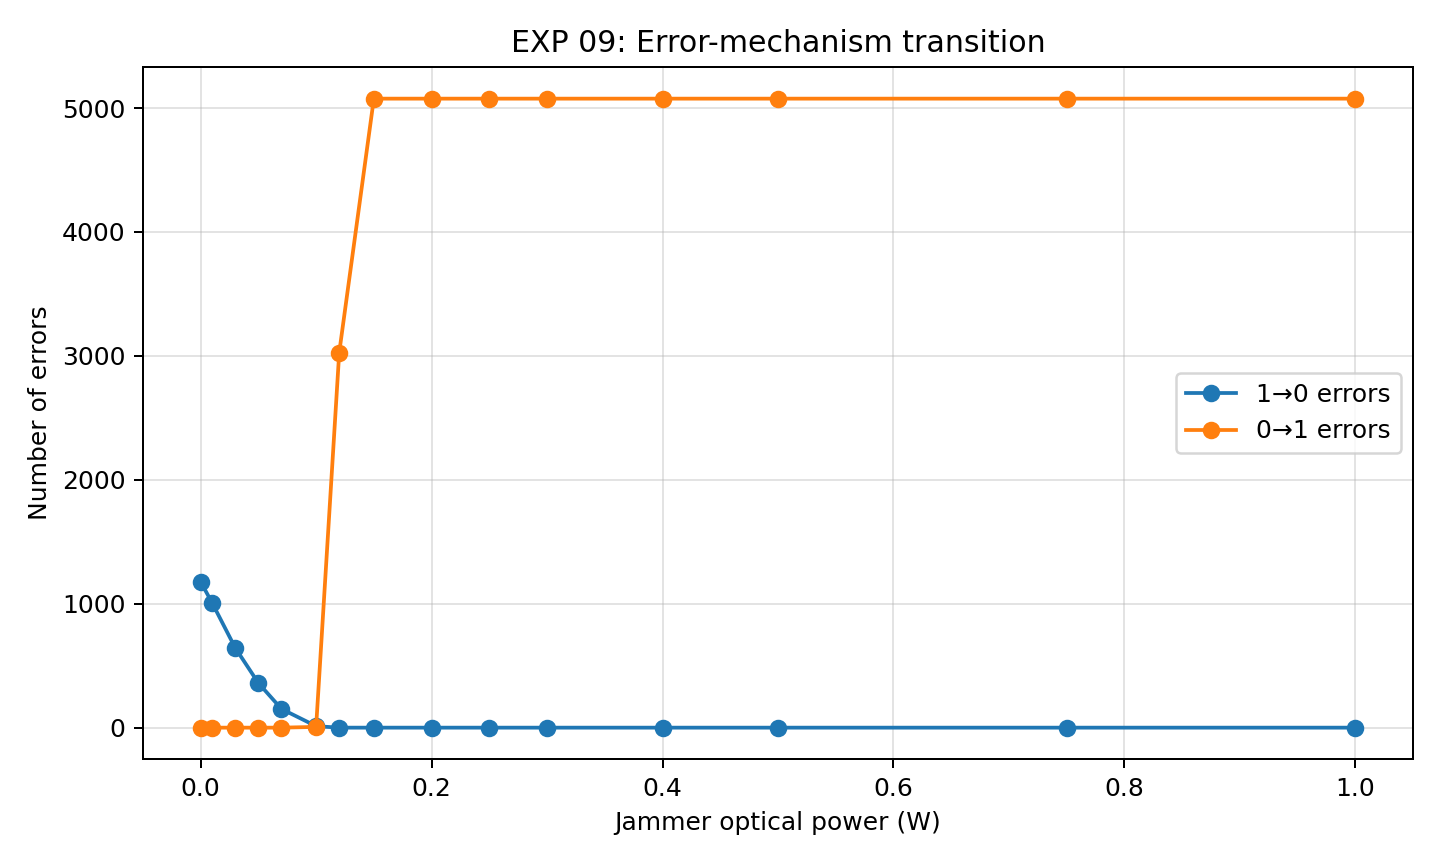 EXP 09: Error-mechanism transition
Number of errors
5000
4000
3000
2000
1000
0
1→0 errors
0→1 errors
0.0 0.2 0.4 0.6 0.8 1.0
Jammer optical power (W)